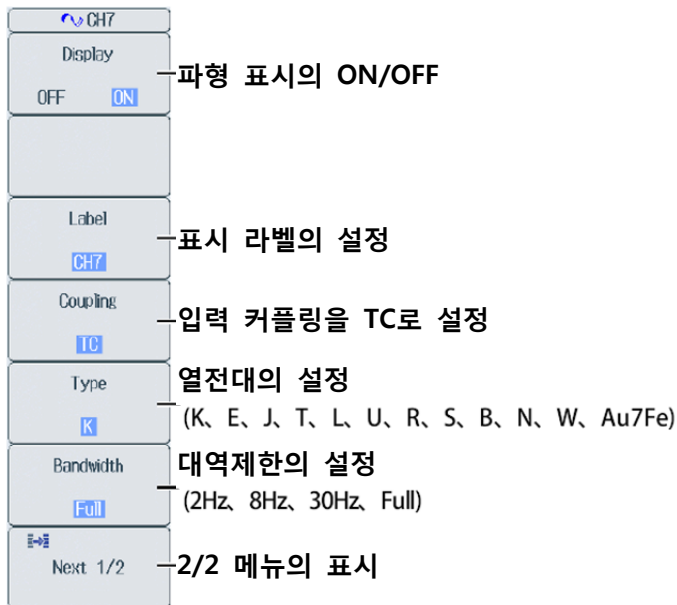 CH7
Display
OFF ON
파형 표시의 ON/OFF
Label
CH7
표시 라벨의 설정
Coupling
TC
입력 커플링을 TC로 설정
Type
K
열전대의 설정
(K、E、J、T、L、U、R、S、B、N、W、Au7Fe)
Bandwidth
Full
대역제한의 설정
(2Hz、8Hz、30Hz、Full)
Next 1/2
2/2 메뉴의 표시